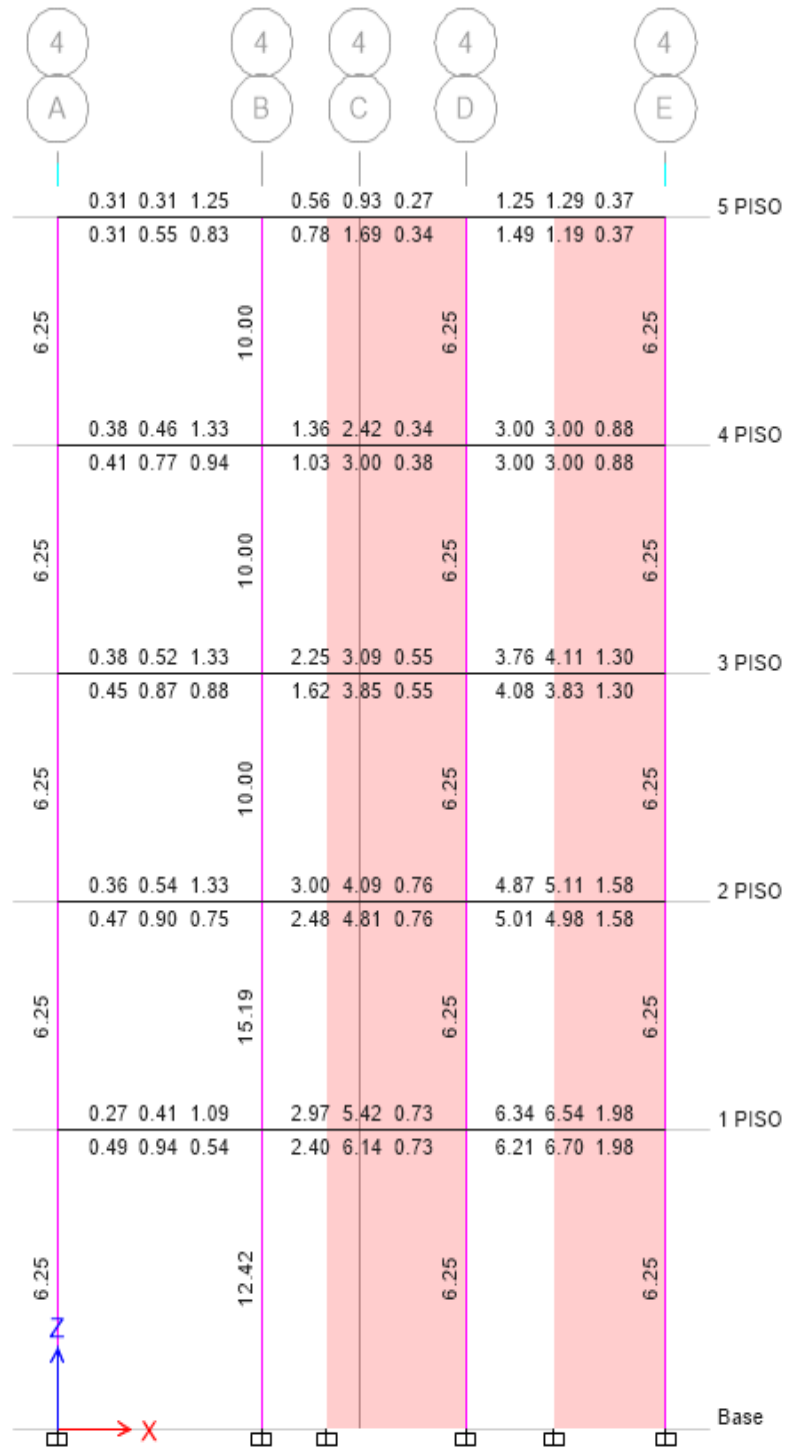 4 4 4 4 4
A B C D E
0.31 0.31 1.25 0.56 0.93 0.27 1.25 1.29 0.37
5 PISO
0.31 0.55 0.83 0.78 1.69 0.34 1.49 1.19 0.37
6.25 10.00 6.25 6.25
0.38 0.46 1.33 1.36 2.42 0.34 3.00 3.00 0.88
4 PISO
0.41 0.77 0.94 1.03 3.00 0.38 3.00 3.00 0.88
6.25 10.00 6.25 6.25
0.38 0.52 1.33 2.25 3.09 0.55 3.76 4.11 1.30
3 PISO
0.45 0.87 0.88 1.62 3.85 0.55 4.08 3.83 1.30
6.25 10.00 6.25 6.25
0.36 0.54 1.33 3.00 4.09 0.76 4.87 5.11 1.58
2 PISO
0.47 0.90 0.75 2.48 4.81 0.76 5.01 4.98 1.58
6.25 15.19 6.25 6.25
0.27 0.41 1.09 2.97 5.42 0.73 6.34 6.54 1.98
1 PISO
0.49 0.94 0.54 2.40 6.14 0.73 6.21 6.70 1.98
6.25 12.42 6.25 6.25
Z
Base
X